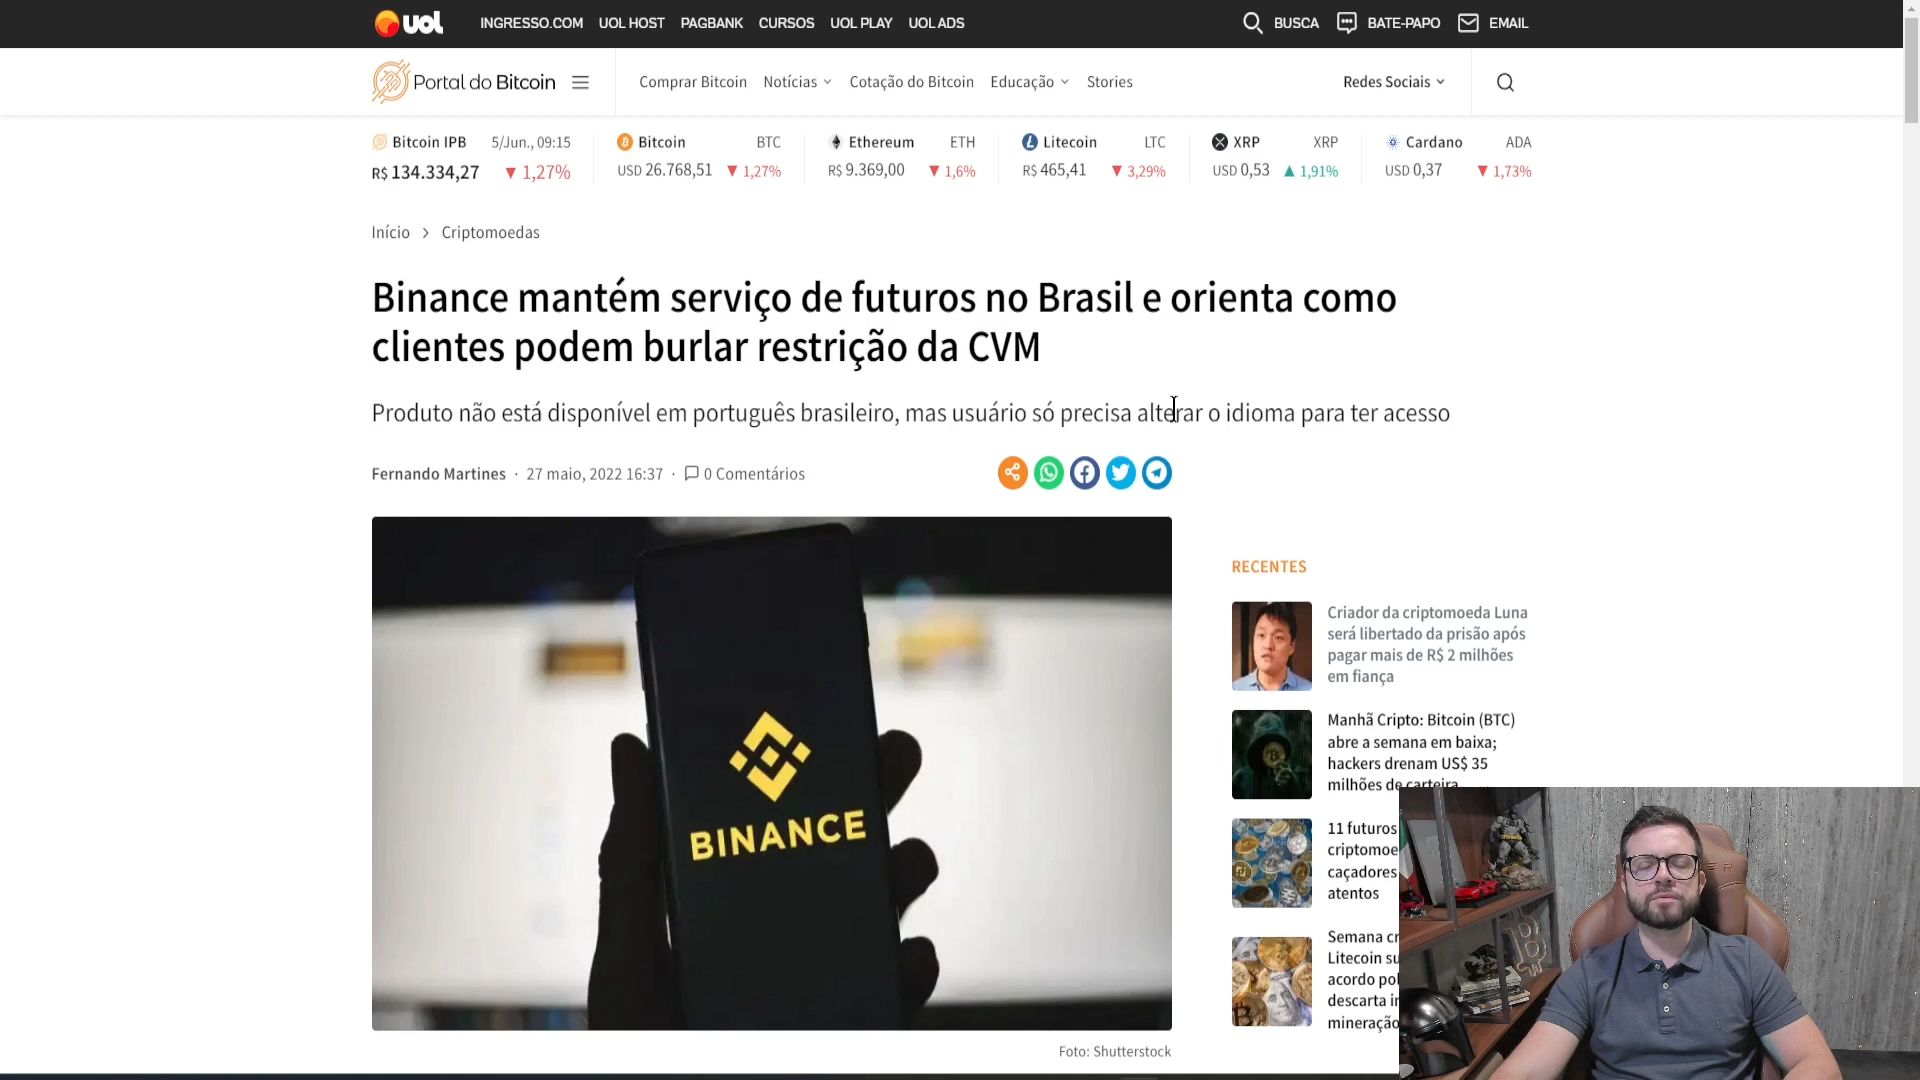 uol INGRESSO.COM UOL HOST PAGBANK CURSOS UOL PLAY UOL ADS BUSCA BATE-PAPO EMAIL
Portal do Bitcoin Comprar Bitcoin Notícias Cotação do Bitcoin Educação Stories Redes Sociais
Bitcoin IPB 5/Jun., 09:15 Bitcoin BTC Ethereum ETH Litecoin LTC XRP XRP Cardano ADA
R$ 134.334,27 ▼ 1,27% USD 26.768,51 ▼ 1,27% R$ 9.369,00 ▼ 1,6% R$ 465,41 ▼ 3,29% USD 0,53 ▲ 1,91% USD 0,37 ▼ 1,73%
Início > Criptomoedas
Binance mantém serviço de futuros no Brasil e orienta como
clientes podem burlar restrição da CVM
Produto não está disponível em português brasileiro, mas usuário só precisa alterar o idioma para ter acesso
Fernando Martines · 27 maio, 2022 16:37 · 0 Comentários
BINANCE
Foto: Shutterstock
RECENTES
Criador da criptomoeda Luna
será libertado da prisão após
pagar mais de R$ 2 milhões
em fiança
Manhã Cripto: Bitcoin (BTC)
abre a semana em baixa;
hackers drenam US$ 35
milhões de carteira
11 futuros
criptomoe
caçadores
atentos
Semana cr
Litecoin su
acordo pol
descarta
mineração